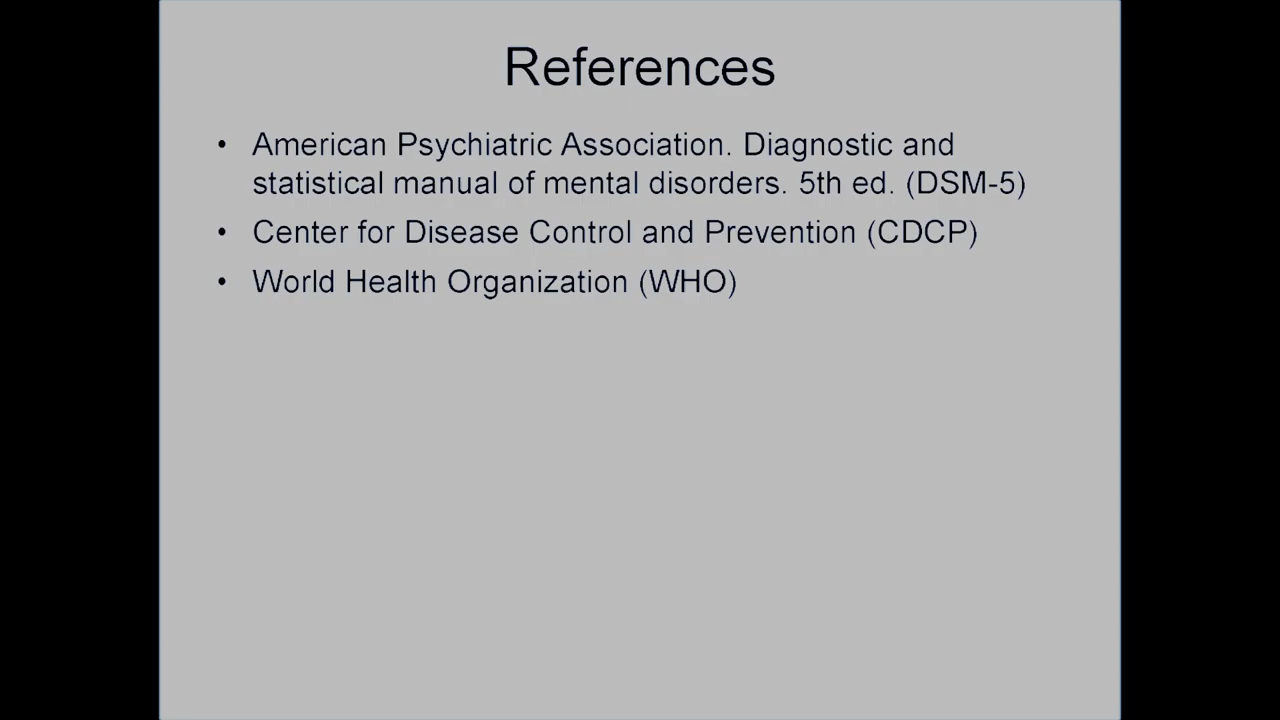 References
• American Psychiatric Association. Diagnostic and
statistical manual of mental disorders. 5th ed. (DSM-5)
• Center for Disease Control and Prevention (CDCP)
• World Health Organization (WHO)